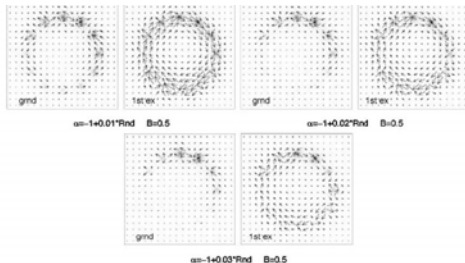 grnd
1st ex
grnd
1st ex
α=−1+0.01*Rnd B=0.5
α=−1+0.02*Rnd B=0.5
grnd
1st ex
α=−1+0.03*Rnd B=0.5